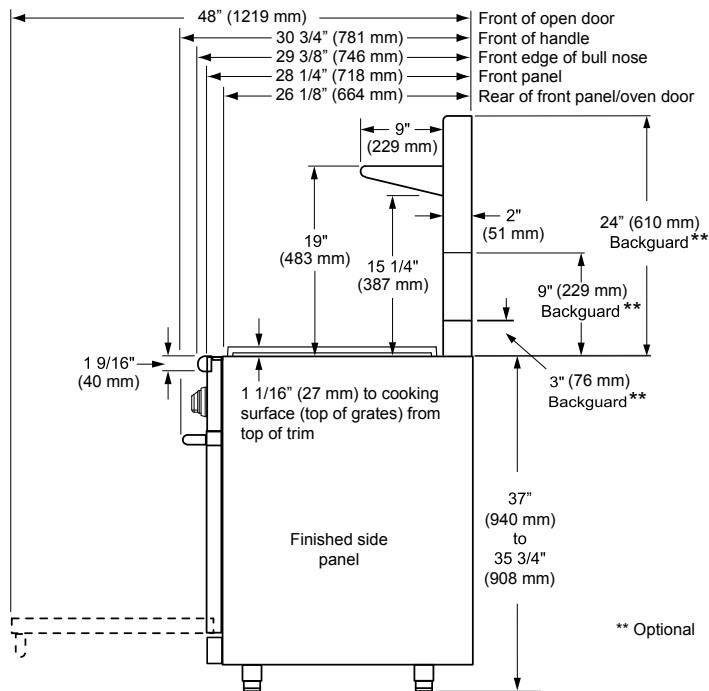 48” (1219 mm)
Front of open door
30 3/4” (781 mm)
Front of handle
29 3/8” (746 mm)
Front edge of bull nose
28 1/4” (718 mm)
Front panel
26 1/8” (664 mm)
Rear of front panel/oven door
9"
(229 mm)
2"
(51 mm)
24” (610 mm)
Backguard**
19"
(483 mm)
15 1/4"
(387 mm)
9" (229 mm)
Backguard**
1 9/16"
(40 mm)
3" (76 mm)
Backguard**
1 1/16” (27 mm) to cooking
surface (top of grates) from
top of trim
37”
(940 mm)
to
35 3/4"
(908 mm)
Finished side
panel
** Optional